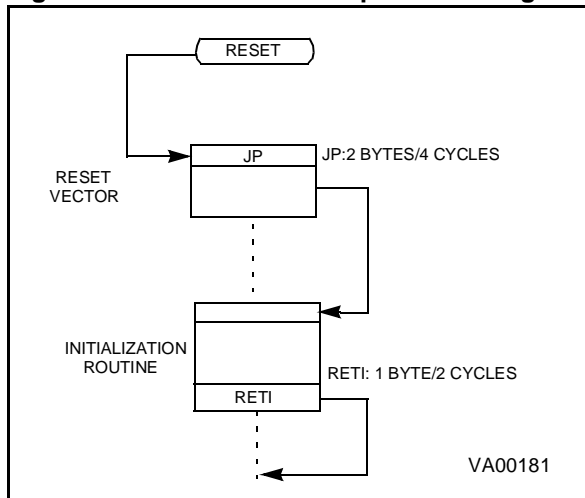 RESET
JP
JP:2 BYTES/4 CYCLES
RESET
VECTOR
INITIALIZATION
ROUTINE
RETI: 1 BYTE/2 CYCLES
RETI
VA00181